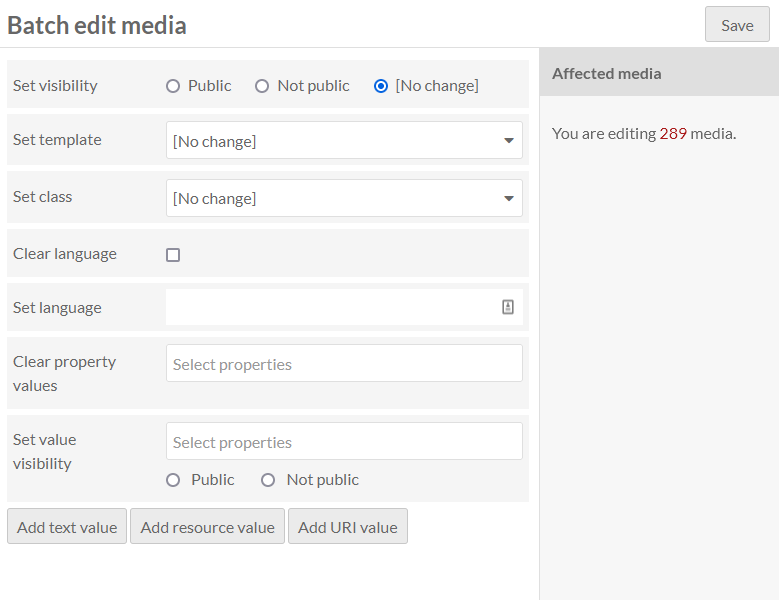 Batch edit media
Save
Set visibility
Public
Not public
[No change]
Set template
[No change]
Set class
[No change]
Clear language
Set language
Clear property
values
Select properties
Set value
visibility
Select properties
Public
Not public
Add text value
Add resource value
Add URI value
Affected media
You are editing 289 media.